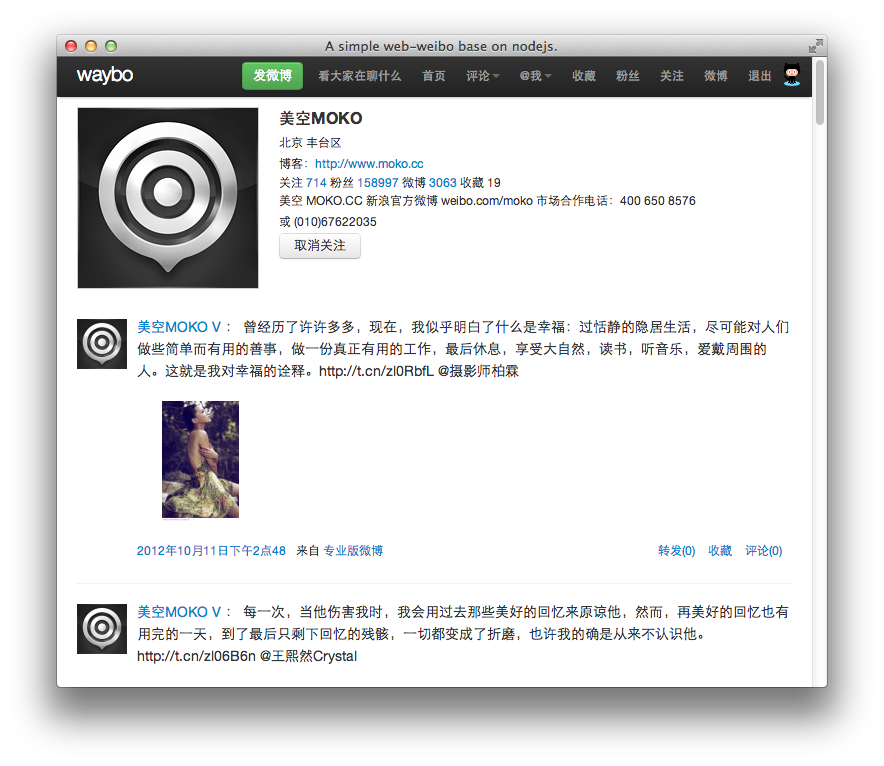 A simple web-weibo base on nodejs.
waybo 发微博 看大家在聊什么 首页 评论 @我 收藏 粉丝 关注 微博 退出
美空MOKO
北京 丰台区
博客：http://www.moko.cc
关注 714 粉丝 158997 微博 3063 收藏 19
美空 MOKO.CC 新浪官方微博 weibo.com/moko 市场合作电话：400 650 8576
或 (010)67622035
取消关注
美空MOKO V ： 曾经历了许许多多，现在，我似乎明白了什么是幸福：过恬静的隐居生活，尽可能对人们
做些简单而有用的善事，做一份真正有用的工作，最后休息，享受大自然，读书，听音乐，爱戴周围的
人。这就是我对幸福的诠释。http://t.cn/zl0RbfL @摄影师柏霖
2012年10月11日下午2点48 来自 专业版微博 转发(0) 收藏 评论(0)
美空MOKO V ： 每一次，当他伤害我时，我会用过去那些美好的回忆来原谅他，然而，再美好的回忆也有
用完的一天，到了最后只剩下回忆的残骸，一切都变成了折磨，也许我的确是从来不认识他。
http://t.cn/zl06B6n @王熙然Crystal